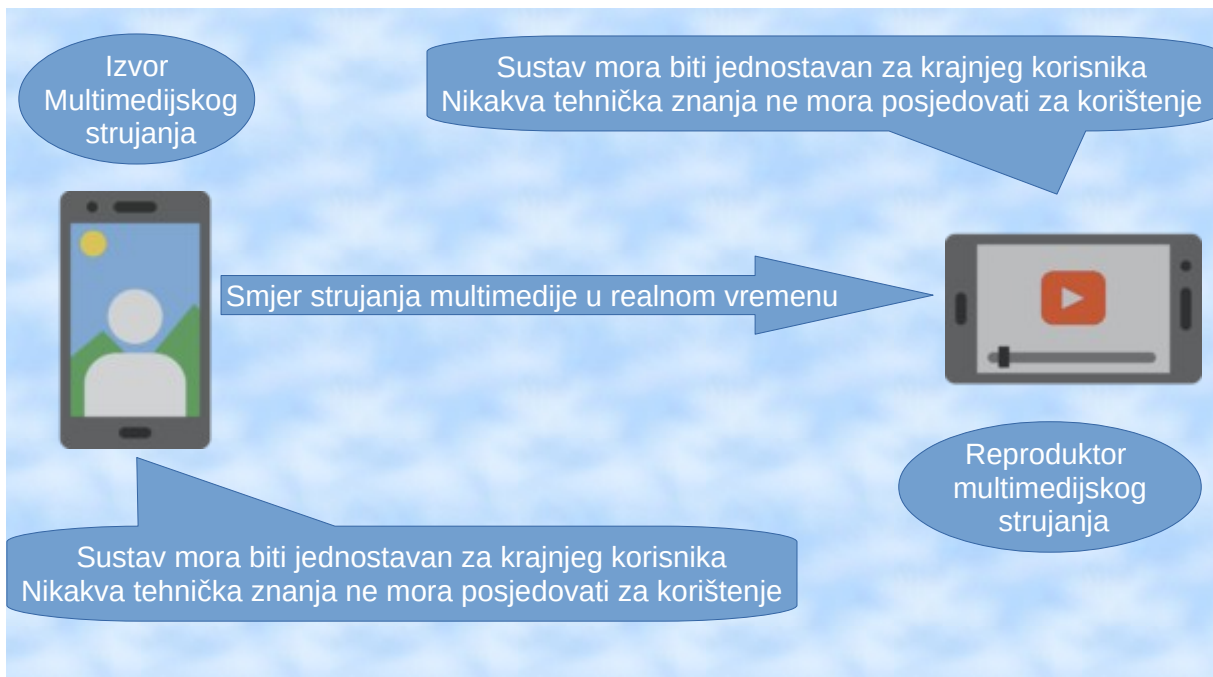 Izvor
Multimedijskog
strujanja
Sustav mora biti jednostavan za krajnjeg korisnika
Nikakva tehnička znanja ne mora posjedovati za korištenje
Smjer strujanja multimedije u realnom vremenu
Reproduktor
multimedijskog
strujanja
Sustav mora biti jednostavan za krajnjeg korisnika
Nikakva tehnička znanja ne mora posjedovati za korištenje